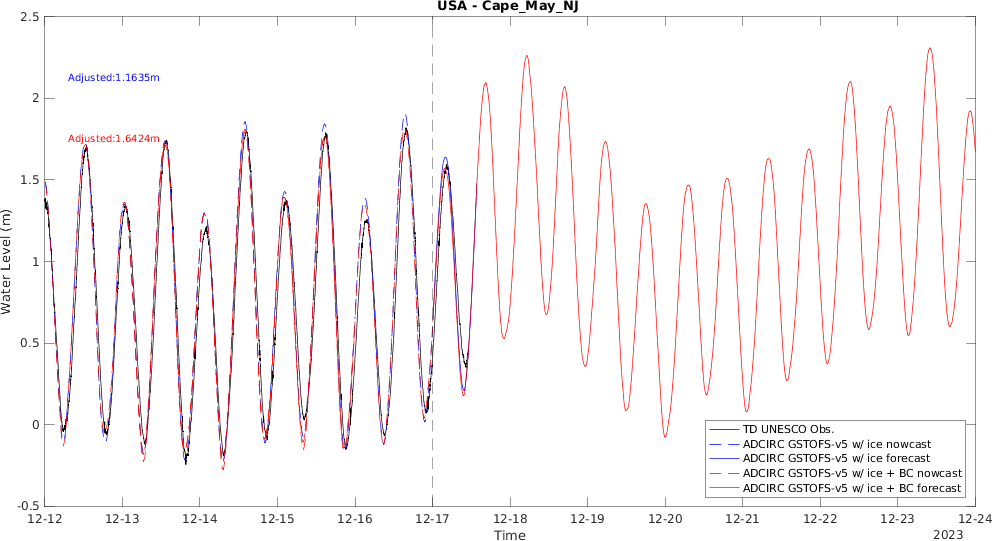 USA - Cape_May_NJ
2.5
2
1.5
1
0.5
0
-0.5
Water Level (m)
Adjusted:1.1635m
Adjusted:1.6424m
TD UNESCO Obs.
ADCIRC GSTOFS-v5 w/ ice nowcast
ADCIRC GSTOFS-v5 w/ ice forecast
ADCIRC GSTOFS-v5 w/ ice + BC nowcast
ADCIRC GSTOFS-v5 w/ ice + BC forecast
12-12 12-13 12-14 12-15 12-16 12-17 12-18 12-19 12-20 12-21 12-22 12-23 12-24
Time
2023